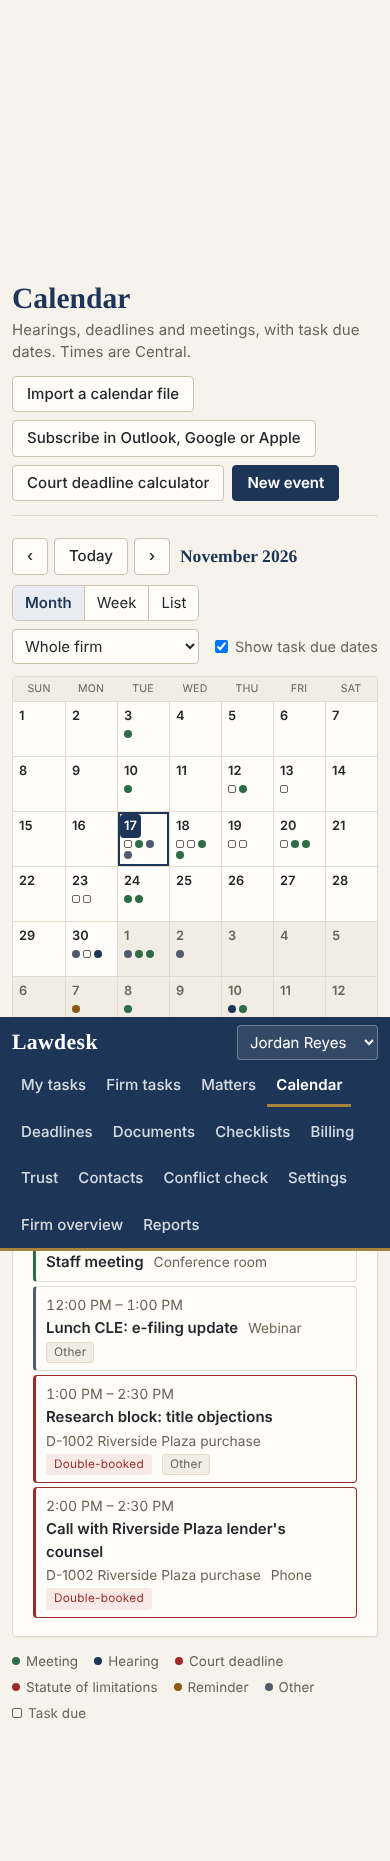 Calendar
Hearings, deadlines and meetings, with task due
dates. Times are Central.
Import a calendar file
Subscribe in Outlook, Google or Apple
Court deadline calculator New event
‹ Today › November 2026
Month Week List
Whole firm Show task due dates
SUN MON TUE WED THU FRI SAT
1 2 3 4 5 6 7
8 9 10 11 12 13 14
15 16 17 18 19 20 21
22 23 24 25 26 27 28
29 30 1 2 3 4 5
6 7 8 9 10 11 12
Lawdesk Jordan Reyes
My tasks Firm tasks Matters Calendar
Deadlines Documents Checklists Billing
Trust Contacts Conflict check Settings
Firm overview Reports
Staff meeting Conference room
12:00 PM – 1:00 PM
Lunch CLE: e-filing update Webinar
Other
1:00 PM – 2:30 PM
Research block: title objections
D-1002 Riverside Plaza purchase
Double-booked Other
2:00 PM – 2:30 PM
Call with Riverside Plaza lender's
counsel
D-1002 Riverside Plaza purchase Phone
Double-booked
Meeting Hearing Court deadline
Statute of limitations Reminder Other
Task due